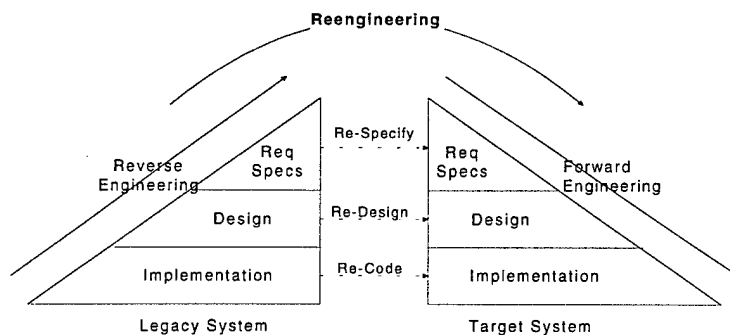 Reengineering
Re-Specify
Reverse
Engineering
Req
Specs
Req
Specs
Forward
Engineering
Design
Re-Design
Design
Implementation
Re-Code
Implementation
Legacy System
Target System